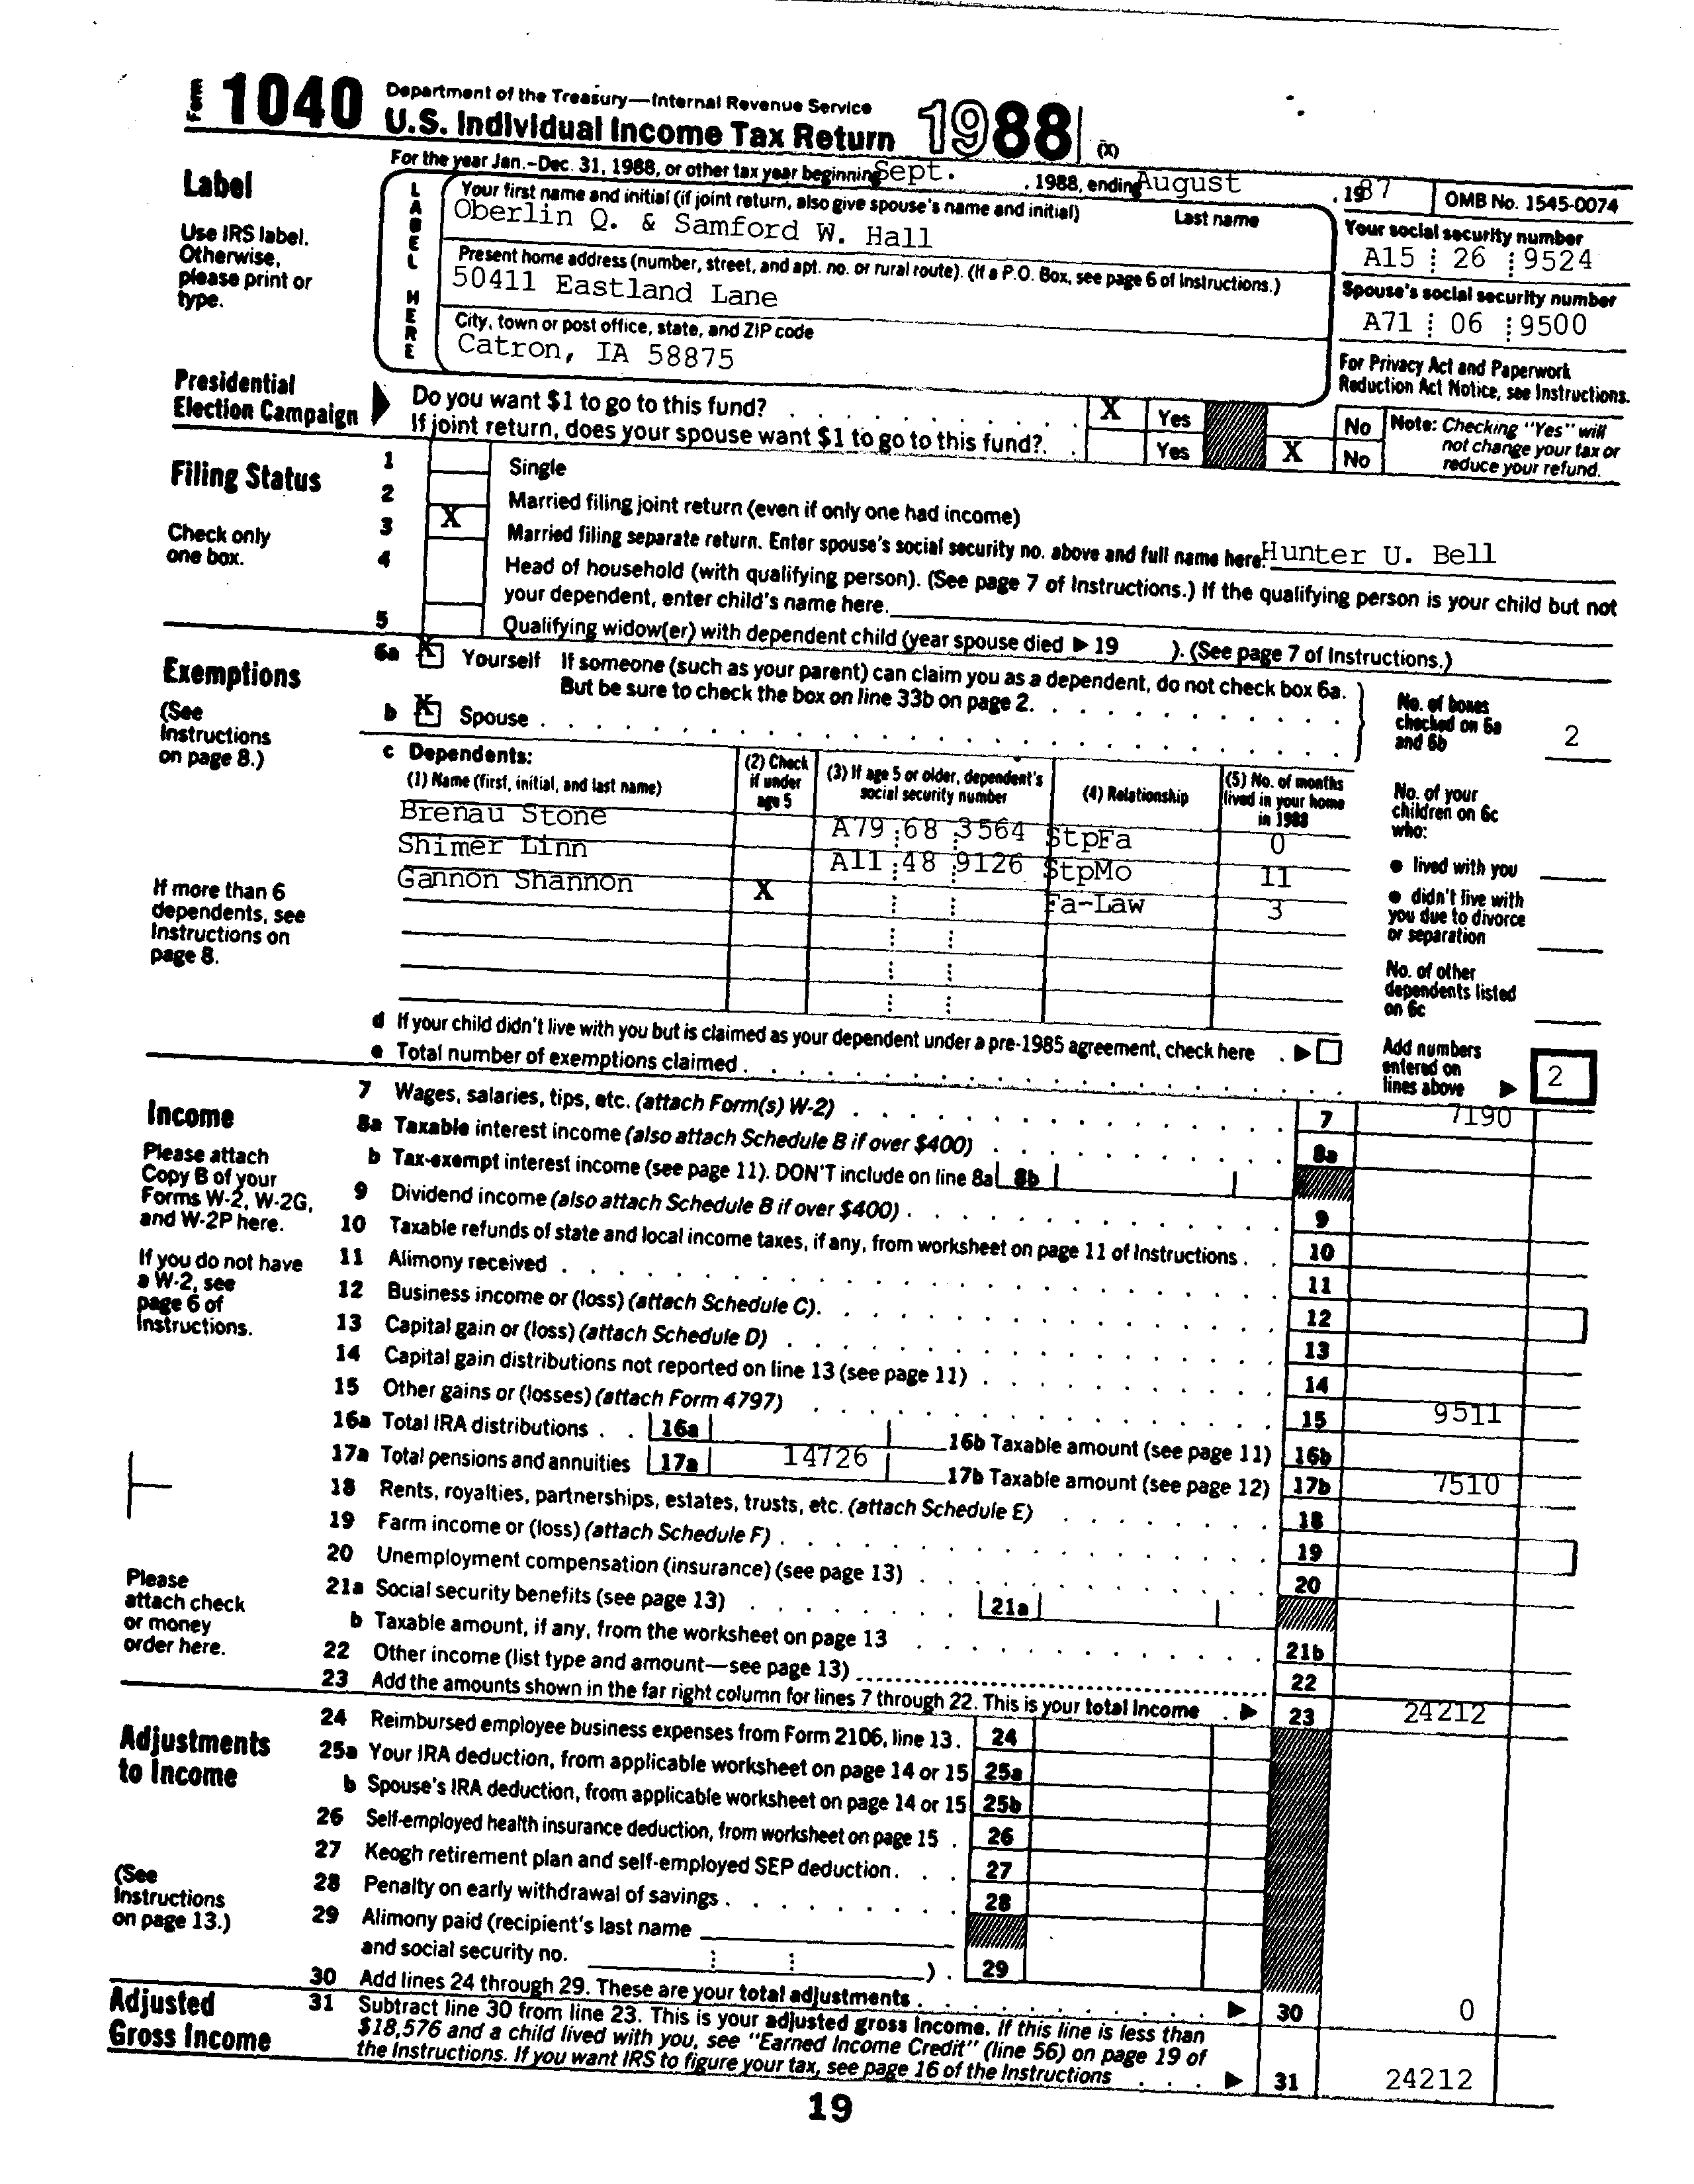 Form 1040 Department of the Treasury—Internal Revenue Service
U.S. Individual Income Tax Return 1988 (X)
For the year Jan.-Dec. 31, 1988, or other tax year beginning Sept. , 1988, ending August , 1987 OMB No. 1545-0074
Label
Use IRS label.
Otherwise,
please print or
type.
LABEL HERE
Your first name and initial (if joint return, also give spouse's name and initial) Last name
Oberlin Q. & Samford W. Hall
Your social security number
A15 26 9524
Present home address (number, street, and apt. no. or rural route). (If a P.O. Box, see page 6 of Instructions.)
50411 Eastland Lane
Spouse's social security number
A71 06 9500
City, town or post office, state, and ZIP code
Catron, IA 58875
For Privacy Act and Paperwork
Reduction Act Notice, see Instructions.
Presidential
Election Campaign
Do you want $1 to go to this fund? X Yes No
If joint return, does your spouse want $1 to go to this fund? Yes X No
Note: Checking "Yes" will
not change your tax or
reduce your refund.
Filing Status
Check only
one box.
1 Single
2 Married filing joint return (even if only one had income)
3 X Married filing separate return. Enter spouse's social security no. above and full name here. Hunter U. Bell
4 Head of household (with qualifying person). (See page 7 of Instructions.) If the qualifying person is your child but not
your dependent, enter child's name here.
5 Qualifying widow(er) with dependent child (year spouse died ▶ 19 ). (See page 7 of Instructions.)
Exemptions
(See
Instructions
on page 8.)
6a X Yourself If someone (such as your parent) can claim you as a dependent, do not check box 6a.
But be sure to check the box on line 33b on page 2.
b X Spouse
No. of boxes
checked on 6a
and 6b 2
c Dependents:
(1) Name (first, initial, and last name)
(2) Check
if under
age 5
(3) If age 5 or older, dependent's
social security number
(4) Relationship
(5) No. of months
lived in your home
in 1988
Brenau Stone A79 68 3564 StpFa 0
Shimer Linn A11 48 9126 StpMo 11
Gannon Shannon X Fa-Law 3
No. of your
children on 6c
who:
● lived with you
● didn't live with
you due to divorce
or separation
No. of other
dependents listed
on 6c
If more than 6
dependents, see
Instructions on
page 8.
d If your child didn't live with you but is claimed as your dependent under a pre-1985 agreement, check here ▶
e Total number of exemptions claimed
Add numbers
entered on
lines above ▶ 2
Income
Please attach
Copy B of your
Forms W-2, W-2G,
and W-2P here.
If you do not have
a W-2, see
page 6 of
Instructions.
Please
attach check
or money
order here.
7 Wages, salaries, tips, etc. (attach Form(s) W-2) 7 7190
8a Taxable interest income (also attach Schedule B if over $400) 8a
b Tax-exempt interest income (see page 11). DON'T include on line 8a 8b
9 Dividend income (also attach Schedule B if over $400) 9
10 Taxable refunds of state and local income taxes, if any, from worksheet on page 11 of Instructions 10
11 Alimony received 11
12 Business income or (loss) (attach Schedule C) 12
13 Capital gain or (loss) (attach Schedule D) 13
14 Capital gain distributions not reported on line 13 (see page 11) 14
15 Other gains or (losses) (attach Form 4797) 15 9511
16a Total IRA distributions 16a 16b Taxable amount (see page 11) 16b
17a Total pensions and annuities 17a 14726 17b Taxable amount (see page 12) 17b 7510
18 Rents, royalties, partnerships, estates, trusts, etc. (attach Schedule E) 18
19 Farm income or (loss) (attach Schedule F) 19
20 Unemployment compensation (insurance) (see page 13) 20
21a Social security benefits (see page 13) 21a
b Taxable amount, if any, from the worksheet on page 13 21b
22 Other income (list type and amount—see page 13) 22
23 Add the amounts shown in the far right column for lines 7 through 22. This is your total income ▶ 23 24212
Adjustments
to Income
(See
Instructions
on page 13.)
24 Reimbursed employee business expenses from Form 2106, line 13. 24
25a Your IRA deduction, from applicable worksheet on page 14 or 15 25a
b Spouse's IRA deduction, from applicable worksheet on page 14 or 15 25b
26 Self-employed health insurance deduction, from worksheet on page 15 26
27 Keogh retirement plan and self-employed SEP deduction 27
28 Penalty on early withdrawal of savings 28
29 Alimony paid (recipient's last name
and social security no. ) 29
30 Add lines 24 through 29. These are your total adjustments ▶ 30 0
Adjusted
Gross Income
31 Subtract line 30 from line 23. This is your adjusted gross income. If this line is less than
$18,576 and a child lived with you, see "Earned Income Credit" (line 56) on page 19 of
the Instructions. If you want IRS to figure your tax, see page 16 of the Instructions ▶ 31 24212
19